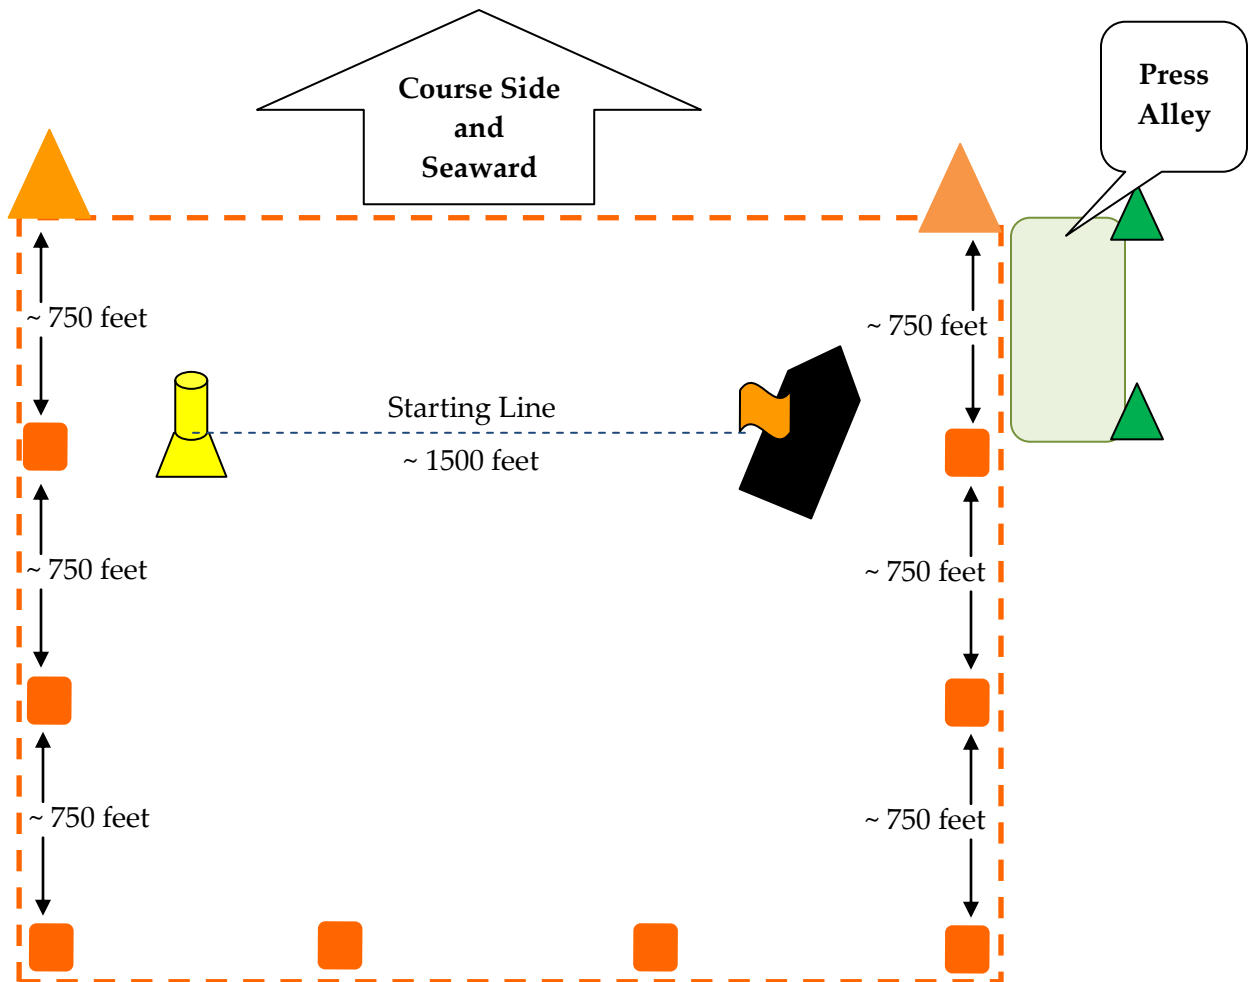 Course Side
and
Seaward
Press
Alley
~ 750 feet
~ 750 feet
Starting Line
~ 1500 feet
~ 750 feet
~ 750 feet
~ 750 feet
~ 750 feet